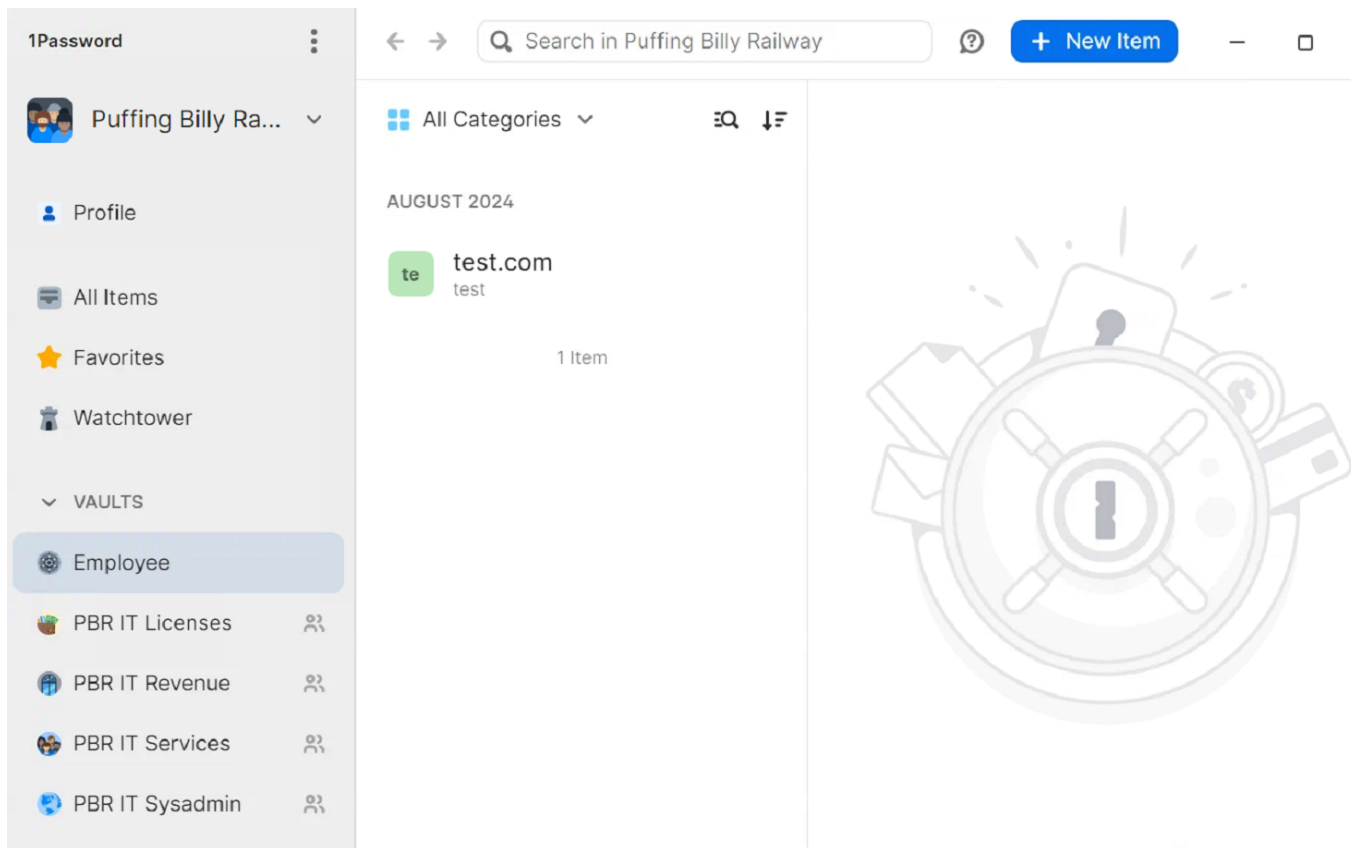 1Password
Search in Puffing Billy Railway
+ New Item
Puffing Billy Ra...
All Categories
Profile
All Items
Favorites
Watchtower
VAULTS
Employee
PBR IT Licenses
PBR IT Revenue
PBR IT Services
PBR IT Sysadmin
AUGUST 2024
te
test.com
test
1 Item